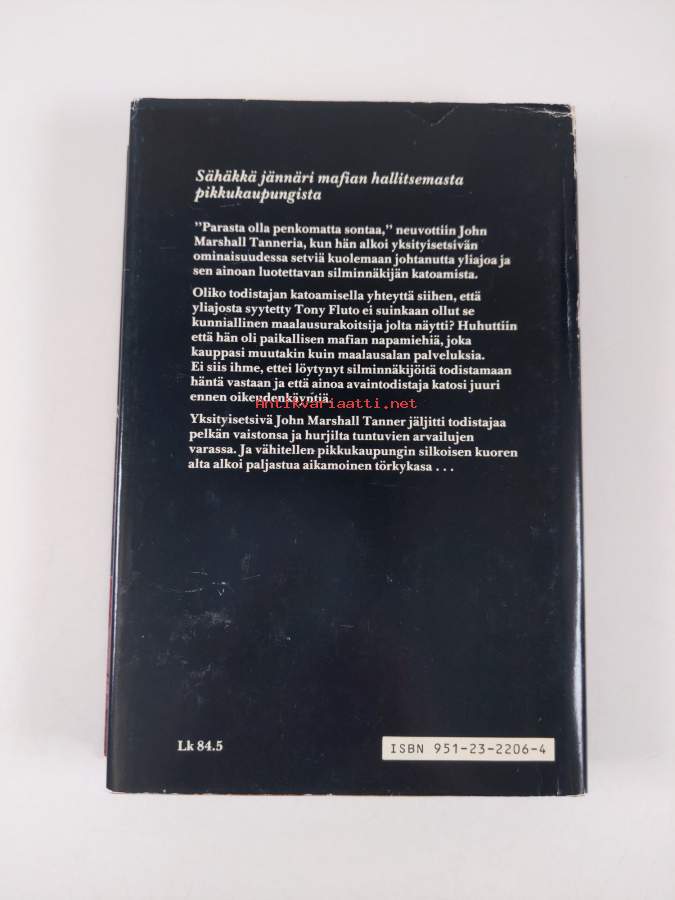 Sähäkkä jännäri mafian hallitsemasta
pikkukaupungista
”Parasta olla penkomatta sontaa,” neuvottiin John
Marshall Tanneria, kun hän alkoi yksityisetsivän
ominaisuudessa setviä kuolemaan johtanutta yliajoa ja
sen ainoan luotettavan silminnäkijän katoamista.
Oliko todistajan katoamisella yhteyttä siihen, että
yliajosta syytetty Tony Fluto ei suinkaan ollut se
kunniallinen maalausurakoitsija jolta näytti? Huhuttiin
että hän oli paikallisen mafian napamiehiä, joka
kauppasi muutakin kuin maalausalan palveluksia.
Ei siis ihme, ettei löytynyt silminnäkijöitä todistamaan
häntä vastaan ja että ainoa avaintodistaja katosi juuri
Antikvariaatti.net
ennen oikeudenkäyntiä.
Yksityisetsivä John Marshall Tanner jäljitti todistajaa
pelkän vaistonsa ja hurjilta tuntuvien arvailujen
varassa. Ja vähitellen pikkukaupungin silkoisen kuoren
alta alkoi paljastua aikamoinen törkykasa . . .
Lk 84.5
ISBN 951-23-2206-4